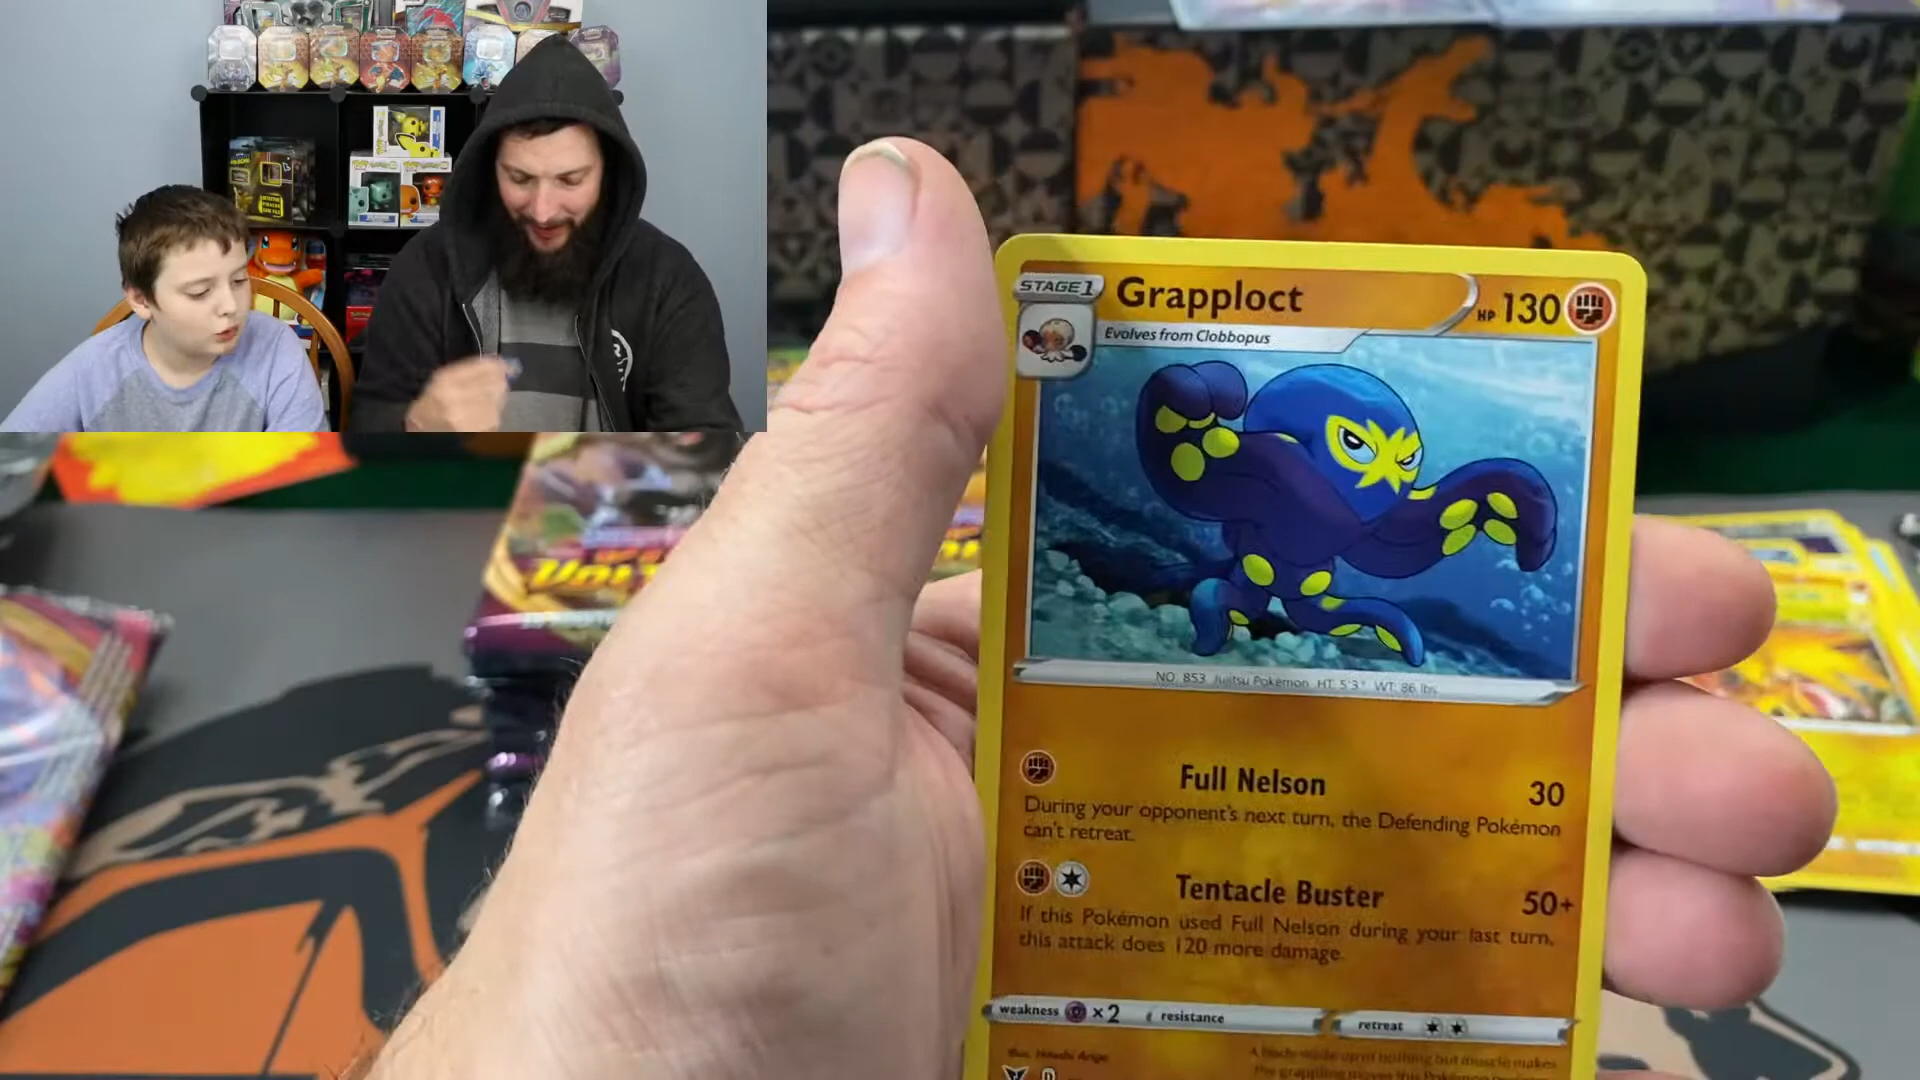 STAGE 1
Grapploct
HP 130
Evolves from Clobbopus
NO. 853 Jujitsu Pokémon HT: 5'3" WT: 86 lbs.
Full Nelson 30
During your opponent's next turn, the Defending Pokémon
can't retreat.
Tentacle Buster 50+
If this Pokémon used Full Nelson during your last turn,
this attack does 120 more damage.
weakness ×2 resistance retreat